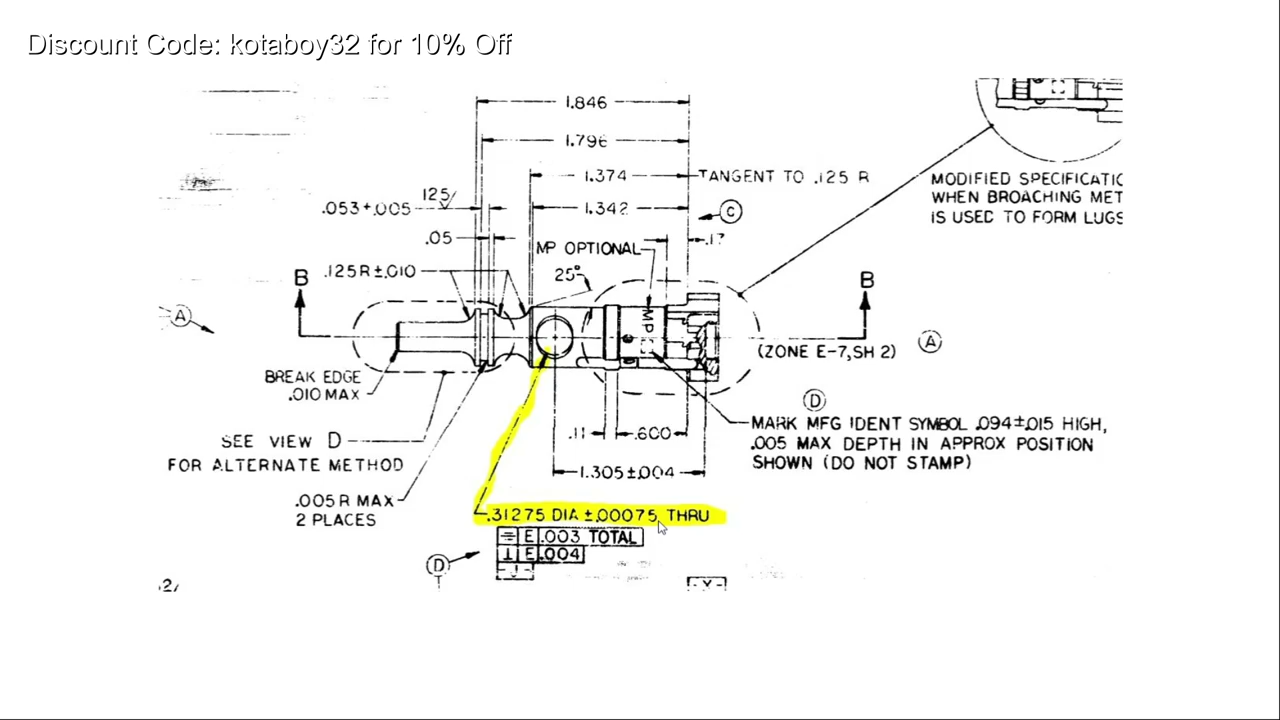 Discount Code: kotaboy32 for 10% Off
1.846
1.796
1.374
TANGENT TO .125 R
125/
.053±.005
1.342
C
.05
MP OPTIONAL
.17
MODIFIED SPECIFICATIC
WHEN BROACHING MET
IS USED TO FORM LUGS
B
.125R±.010
25°
B
A
MP
(ZONE E-7, SH 2)
A
BREAK EDGE
.010 MAX
D
MARK MFG IDENT SYMBOL .094±.015 HIGH,
.005 MAX DEPTH IN APPROX POSITION
SHOWN (DO NOT STAMP)
SEE VIEW D
FOR ALTERNATE METHOD
.11
.600
1.305±.004
.005 R MAX
2 PLACES
.31275 DIA ±.00075 THRU
E .003 TOTAL
⊥ E .004
D
-J-
-X-